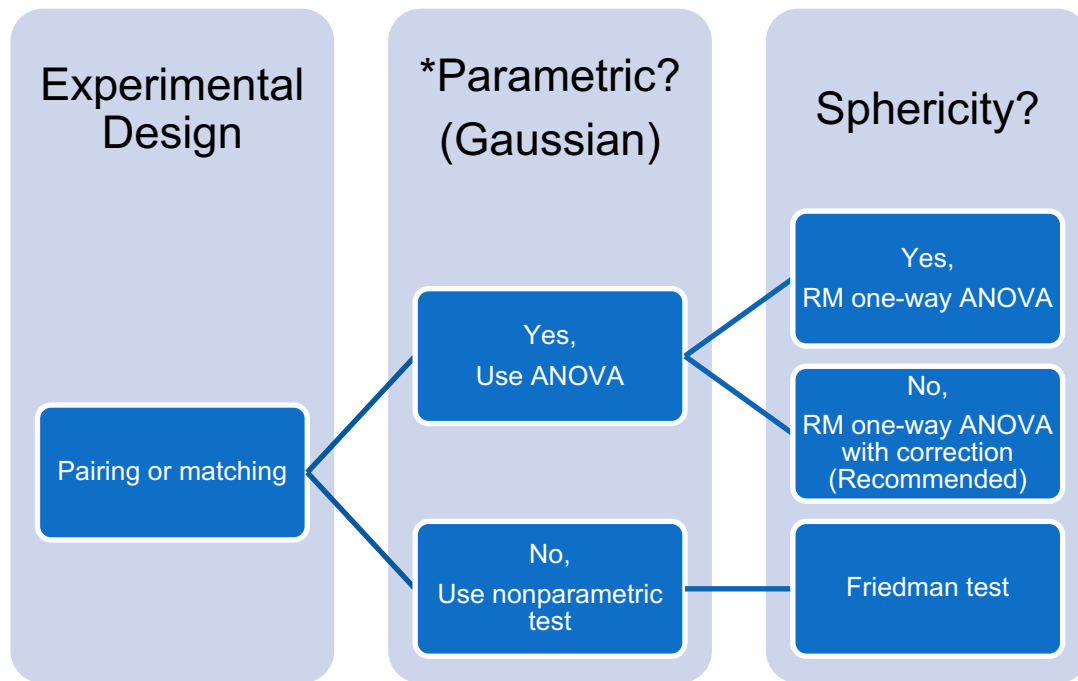 Experimental
Design
*Parametric?
(Gaussian)
Sphericity?
Pairing or matching
Yes,
Use ANOVA
No,
Use nonparametric
test
Yes,
RM one-way ANOVA
No,
RM one-way ANOVA
with correction
(Recommended)
Friedman test